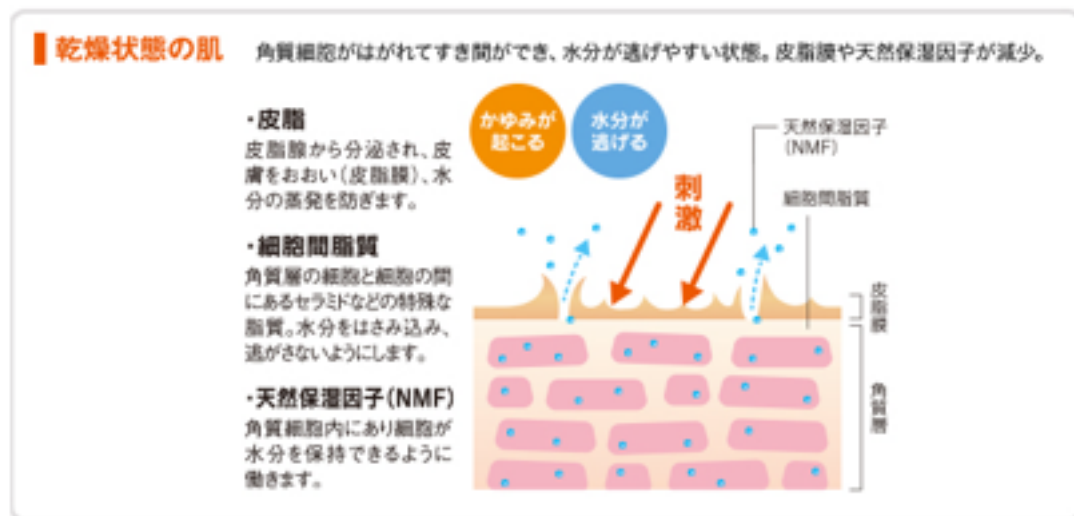 乾燥状態の肌
角質細胞がはがれてすき間ができ、水分が逃げやすい状態。皮脂膜や天然保湿因子が減少。
・皮脂
皮脂腺から分泌され、皮
膚をおおい(皮脂膜)、水
分の蒸発を防ぎます。
・細胞間脂質
角質層の細胞と細胞の間
にあるセラミドなどの特殊な
脂質。水分をはさみ込み、
逃がさないようにします。
・天然保湿因子(NMF)
角質細胞内にあり細胞が
水分を保持できるように
働きます。
かゆみが
起こる
水分が
逃げる
刺激
天然保湿因子
(NMF)
細胞間脂質
皮脂膜
角質層